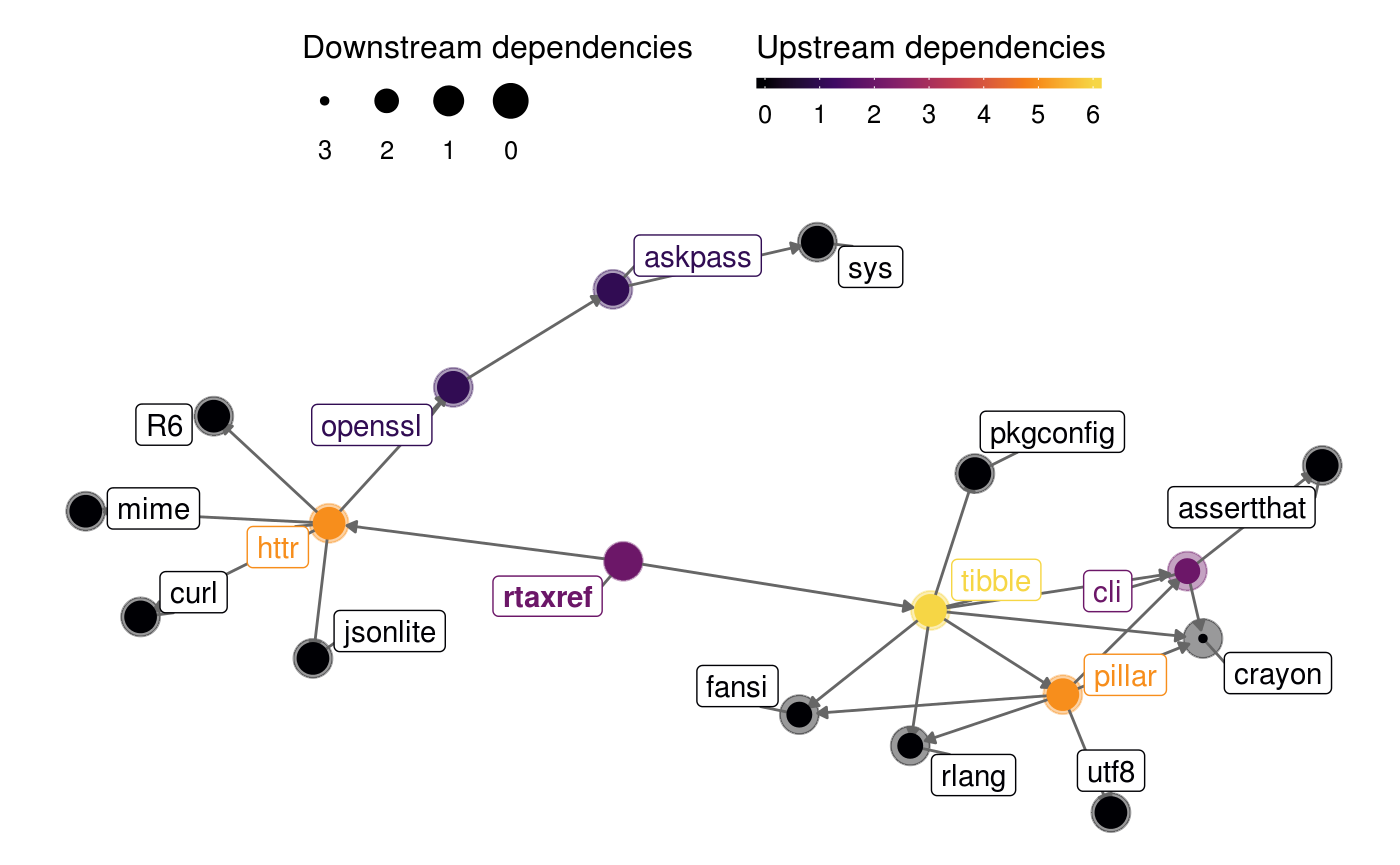 Downstream dependencies
3 2 1 0
Upstream dependencies
0 1 2 3 4 5 6
askpass
sys
openssl
R6
mime
httr
curl
jsonlite
rtaxref
pkgconfig
assertthat
tibble
cli
crayon
pillar
fansi
rlang
utf8